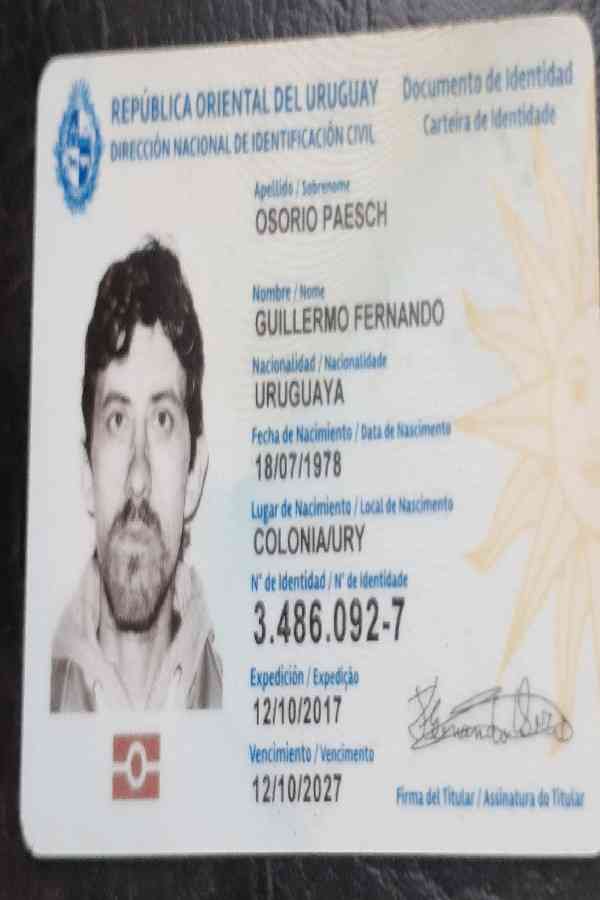 REPÚBLICA ORIENTAL DEL URUGUAY
DIRECCIÓN NACIONAL DE IDENTIFICACIÓN CIVIL
Documento de Identidad
Carteira de Identidade
Apellido / Sobrenome
OSORIO PAESCH
Nombre / Nome
GUILLERMO FERNANDO
Nacionalidad / Nacionalidade
URUGUAYA
Fecha de Nacimiento / Data de Nascimento
18/07/1978
Lugar de Nacimiento / Local de Nascimento
COLONIA/URY
N° de Identidad / N° de Identidade
3.486.092-7
Expedición / Expedição
12/10/2017
Vencimiento / Vencimento
12/10/2027
Firma del Titular / Assinatura do Titular